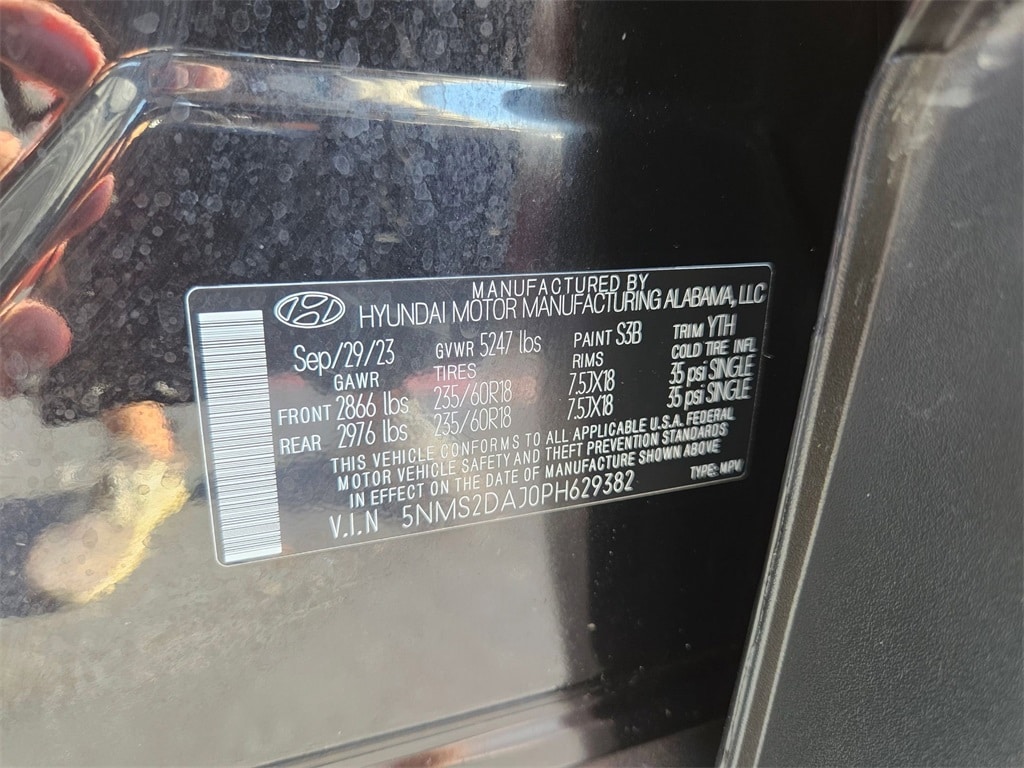 MANUFACTURED BY
HYUNDAI MOTOR MANUFACTURING ALABAMA, LLC
Sep/29/23 GVWR 5247 lbs PAINT S3B TRIM YTH
GAWR TIRES RIMS COLD TIRE INFL
FRONT 2866 lbs 235/60R18 7.5JX18 35 psi SINGLE
REAR 2976 lbs 235/60R18 7.5JX18 35 psi SINGLE
THIS VEHICLE CONFORMS TO ALL APPLICABLE U.S.A. FEDERAL
MOTOR VEHICLE SAFETY AND THEFT PREVENTION STANDARDS
IN EFFECT ON THE DATE OF MANUFACTURE SHOWN ABOVE
V.I.N 5NMS2DAJ0PH629382 TYPE: MPV